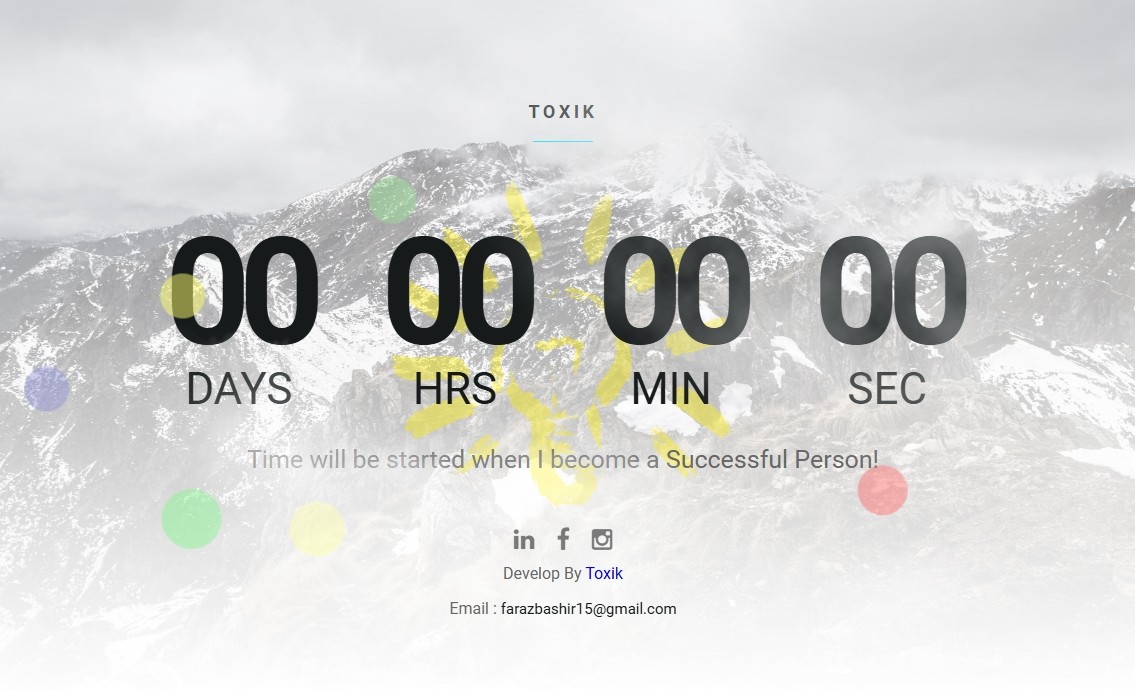 TOXIK
00 00 00 00
DAYS HRS MIN SEC
Time will be started when I become a Successful Person!
Develop By Toxik
Email : farazbashir15@gmail.com